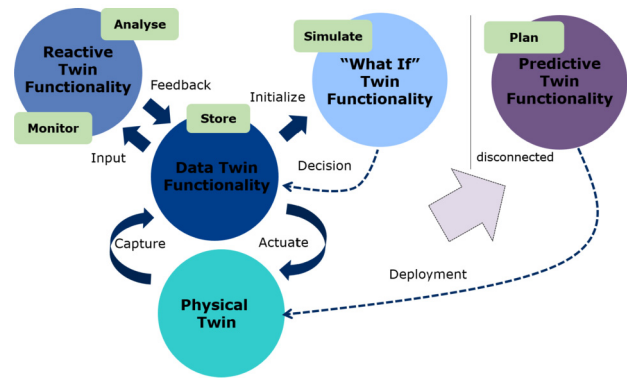 Analyse
Reactive
Twin
Functionality
Monitor
Feedback
Input
Store
Data Twin
Functionality
Simulate
Initialize
“What If”
Twin
Functionality
Decision
Plan
Predictive
Twin
Functionality
disconnected
Capture
Actuate
Deployment
Physical
Twin